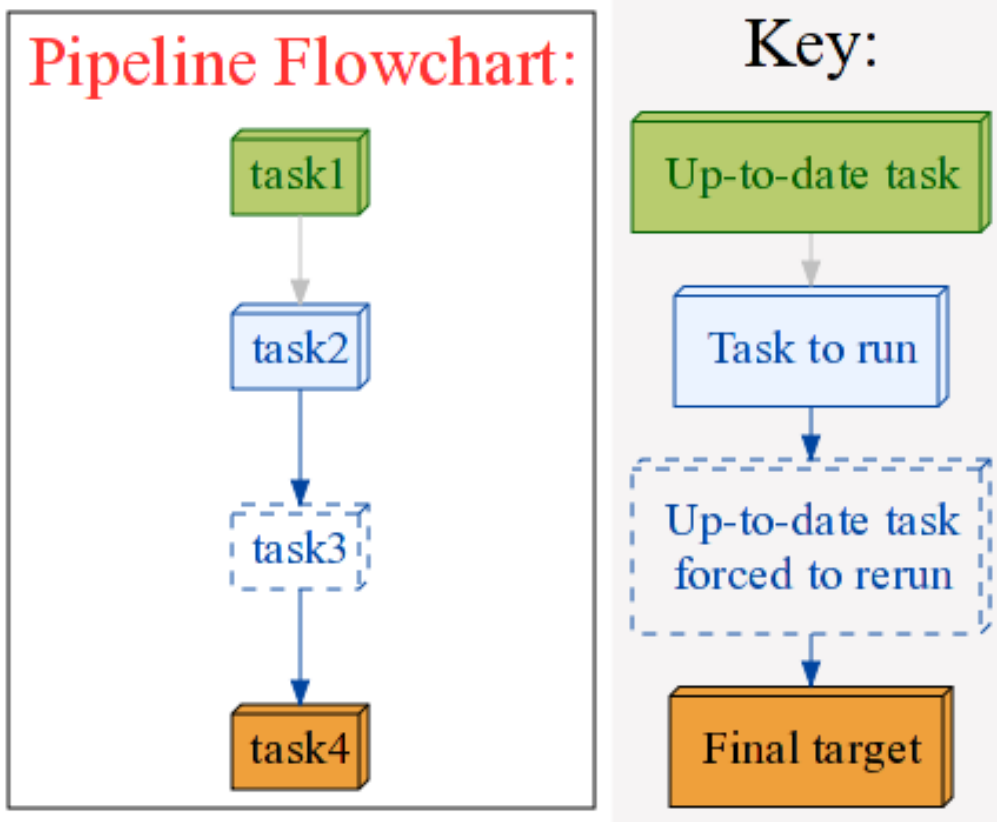 Pipeline Flowchart:
task1
task2
task3
task4
Key:
Up-to-date task
Task to run
Up-to-date task
forced to rerun
Final target